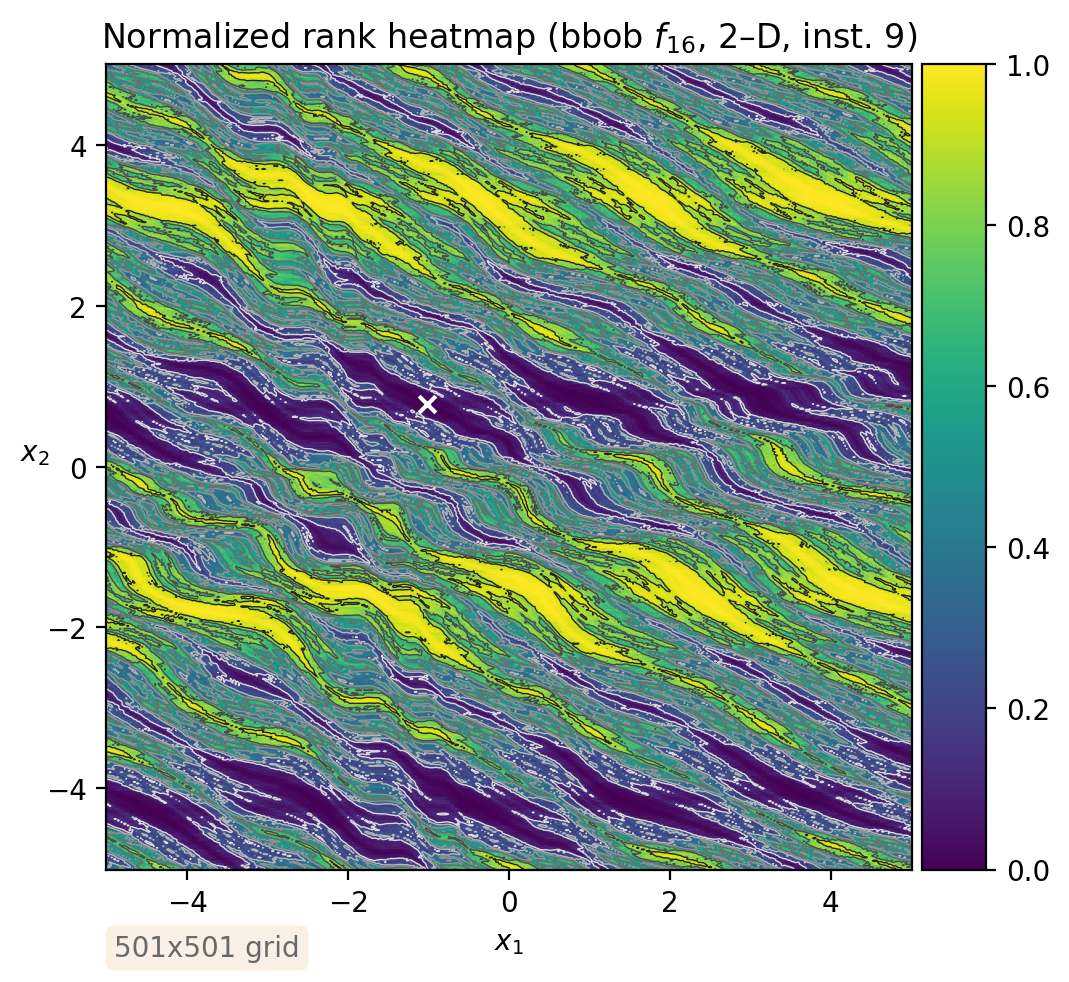 Normalized rank heatmap (bbob f₁₆, 2–D, inst. 9)
1.0
0.8
0.6
0.4
0.2
0.0
4
2
0
−2
−4
x₂
−4 −2 0 2 4
x₁
501x501 grid